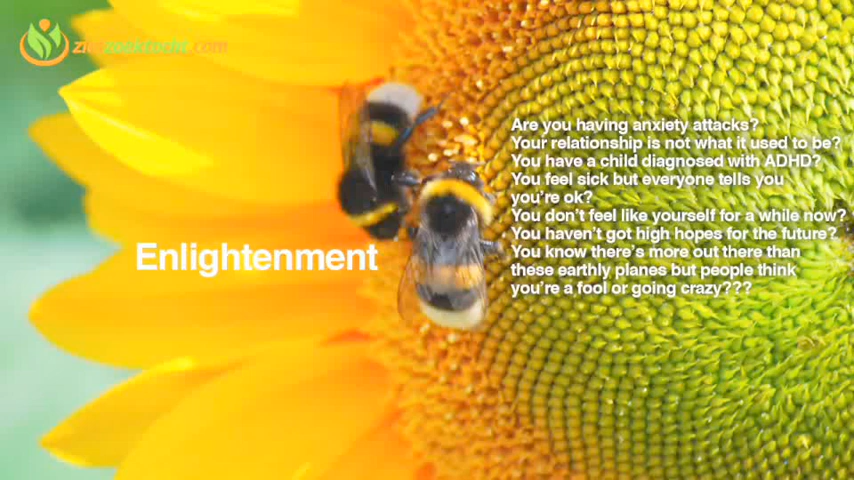 Enlightenment
Are you having anxiety attacks?
Your relationship is not what it used to be?
You have a child diagnosed with ADHD?
You feel sick but everyone tells you
you're ok?
You don't feel like yourself for a while now?
You haven't got high hopes for the future?
You know there's more out there than
these earthly planes but people think
you're a fool or going crazy???